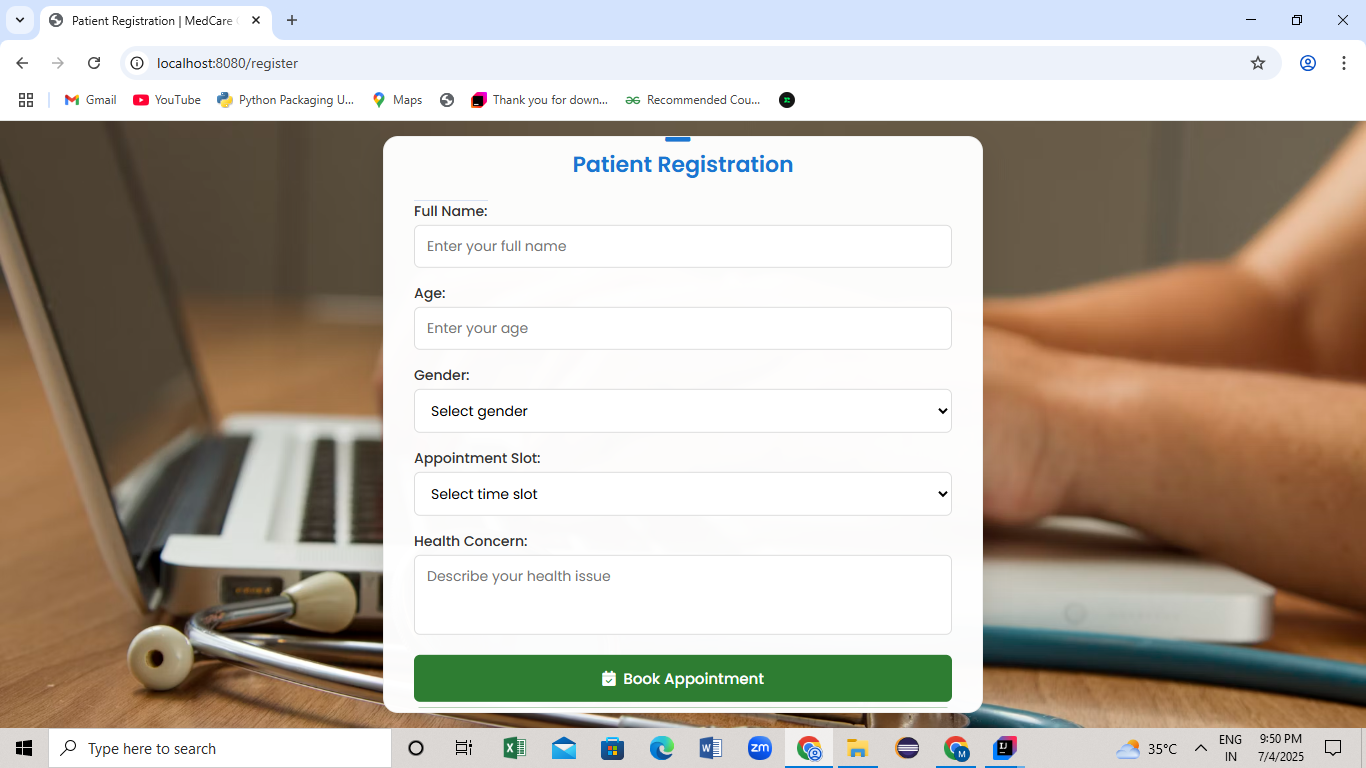 Patient Registration | MedCare
localhost:8080/register
Gmail
YouTube
Python Packaging U...
Maps
Thank you for down...
Recommended Cou...
Patient Registration
Full Name:
Enter your full name
Age:
Enter your age
Gender:
Select gender
Appointment Slot:
Select time slot
Health Concern:
Describe your health issue
Book Appointment
Type here to search
zm
M
35°C
ENG
IN
9:50 PM
7/4/2025